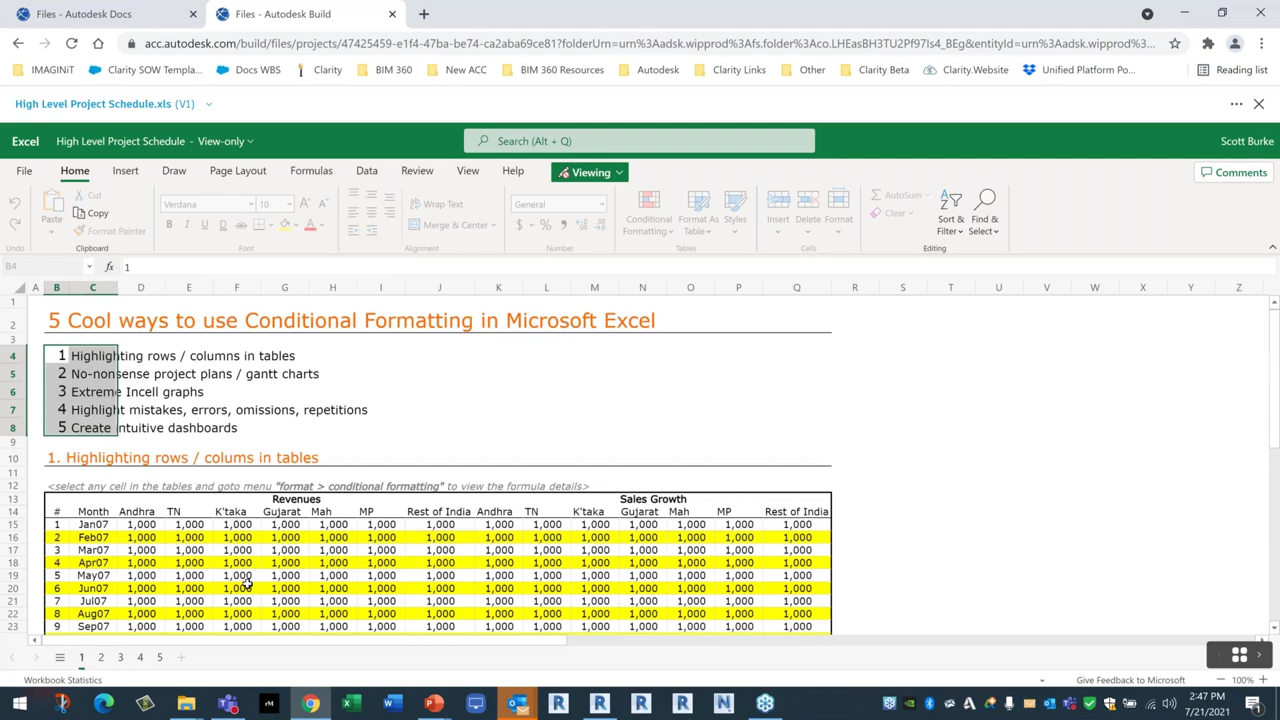 Files - Autodesk Docs
Files - Autodesk Build
acc.autodesk.com/build/files/projects/47425459-e1f4-47ba-be74-ca2aba69ce81?folderUrn=urn%3Aadsk.wipprod%3Afs.folder%3Aco.LHEasBH3TU2Pf97Is4_BEg&entityId=urn%3Aadsk.wipprod%3A...
IMAGINiT
Clarity SOW Templa...
Docs WBS
Clarity
BIM 360
New ACC
BIM 360 Resources
Autodesk
Clarity Links
Other
Clarity Beta
Clarity.Website
Unified Platform Po...
Reading list
High Level Project Schedule.xls (V1)
Excel High Level Project Schedule - View-only Search (Alt + Q) Scott Burke
File Home Insert Draw Page Layout Formulas Data Review View Help Viewing Comments
Cut
Copy
Format Painter
Paste
Verdana 10
B I U D ab A
Wrap Text
Merge & Center
General
$ % 
Conditional Formatting
Format As Table
Styles
Insert Delete Format
AutoSum
Clear
Sort & Filter
Find & Select
Undo Clipboard Font Alignment Number Tables Cells Editing
B4 fx 1
A B C D E F G H I J K L M N O P Q R S T U V W X Y Z
1
2 5 Cool ways to use Conditional Formatting in Microsoft Excel
3
4 1 Highlighting rows / columns in tables
5 2 No-nonsense project plans / gantt charts
6 3 Extreme Incell graphs
7 4 Highlight mistakes, errors, omissions, repetitions
8 5 Create intuitive dashboards
9
10 1. Highlighting rows / colums in tables
11
12 <select any cell in the tables and goto menu "format > conditional formatting" to view the formula details>
13 Revenues Sales Growth
14 # Month Andhra TN K'taka Gujarat Mah MP Rest of India Andhra TN K'taka Gujarat Mah MP Rest of India
15 1 Jan07 1,000 1,000 1,000 1,000 1,000 1,000 1,000 1,000 1,000 1,000 1,000 1,000 1,000 1,000
16 2 Feb07 1,000 1,000 1,000 1,000 1,000 1,000 1,000 1,000 1,000 1,000 1,000 1,000 1,000 1,000
17 3 Mar07 1,000 1,000 1,000 1,000 1,000 1,000 1,000 1,000 1,000 1,000 1,000 1,000 1,000 1,000
18 4 Apr07 1,000 1,000 1,000 1,000 1,000 1,000 1,000 1,000 1,000 1,000 1,000 1,000 1,000 1,000
19 5 May07 1,000 1,000 1,000 1,000 1,000 1,000 1,000 1,000 1,000 1,000 1,000 1,000 1,000 1,000
20 6 Jun07 1,000 1,000 1,000 1,000 1,000 1,000 1,000 1,000 1,000 1,000 1,000 1,000 1,000 1,000
21 7 Jul07 1,000 1,000 1,000 1,000 1,000 1,000 1,000 1,000 1,000 1,000 1,000 1,000 1,000 1,000
22 8 Aug07 1,000 1,000 1,000 1,000 1,000 1,000 1,000 1,000 1,000 1,000 1,000 1,000 1,000 1,000
23 9 Sep07 1,000 1,000 1,000 1,000 1,000 1,000 1,000 1,000 1,000 1,000 1,000 1,000 1,000 1,000
1 2 3 4 5
Workbook Statistics Give Feedback to Microsoft 100%
2:47 PM
7/21/2021